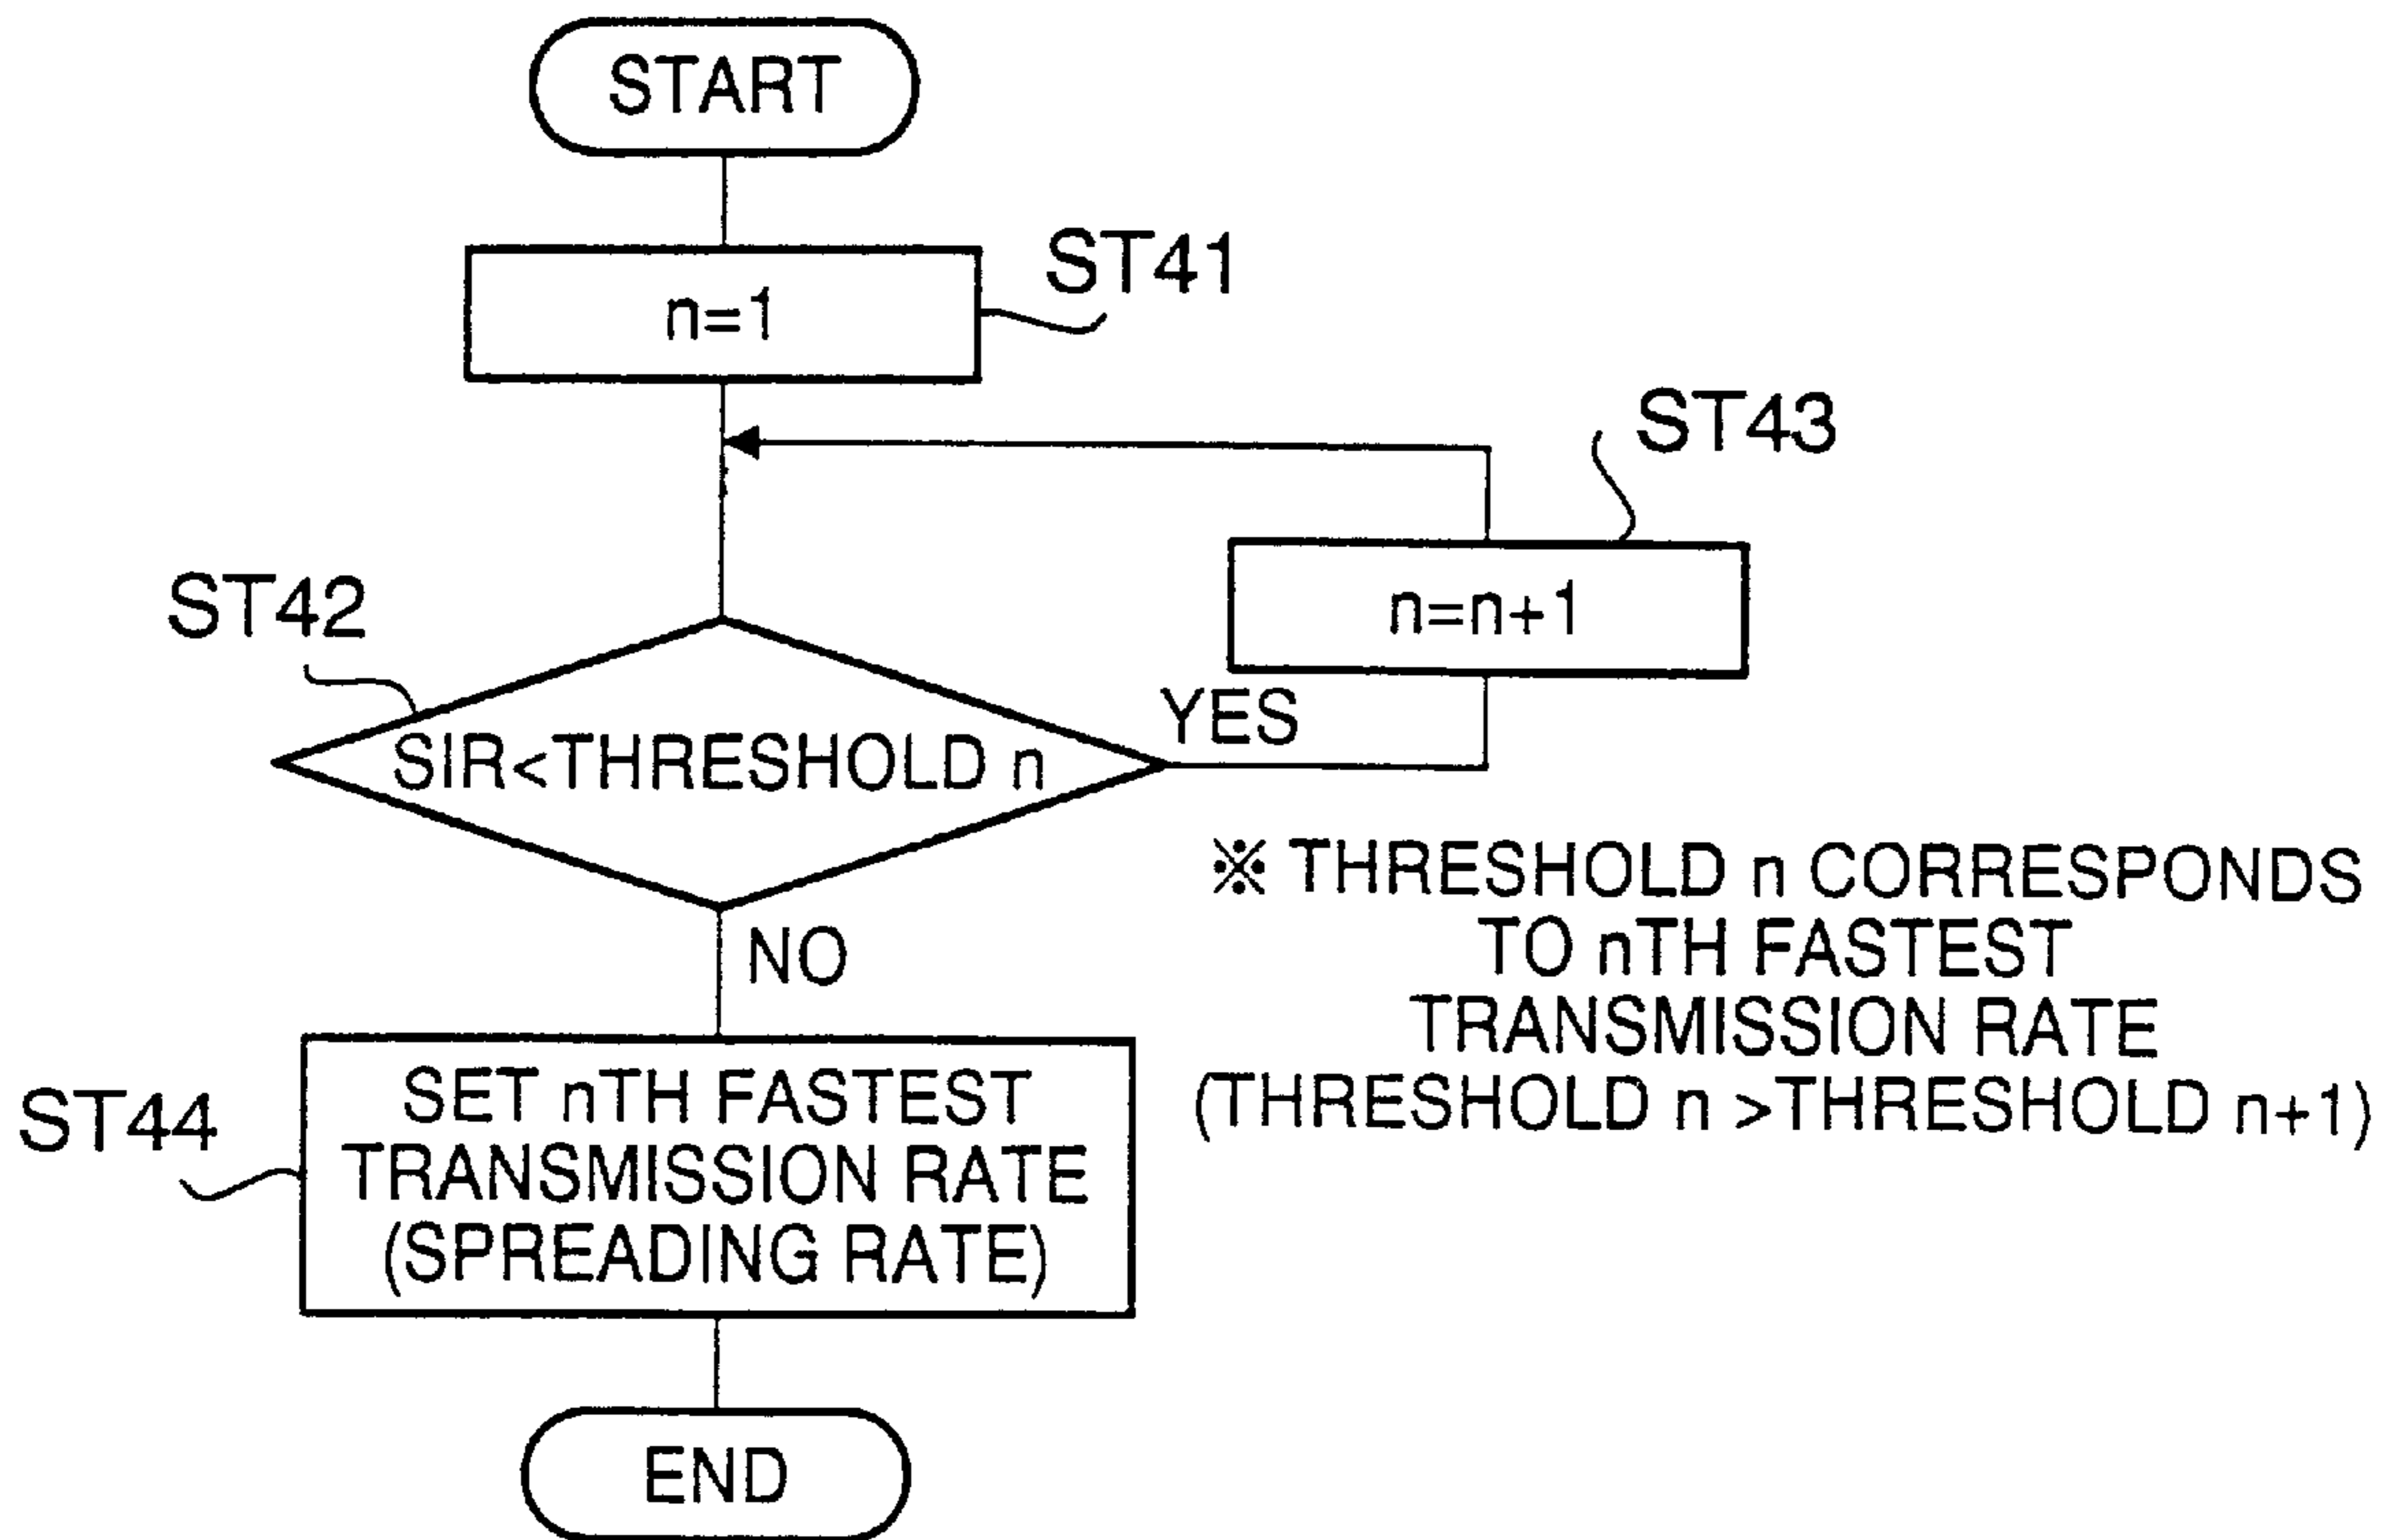 START
n=1
ST41
ST43
n=n+1
ST42
SIR<THRESHOLD n
YES
NO
※ THRESHOLD n CORRESPONDS
TO nTH FASTEST
TRANSMISSION RATE
(THRESHOLD n >THRESHOLD n+1)
ST44
SET nTH FASTEST
TRANSMISSION RATE
(SPREADING RATE)
END